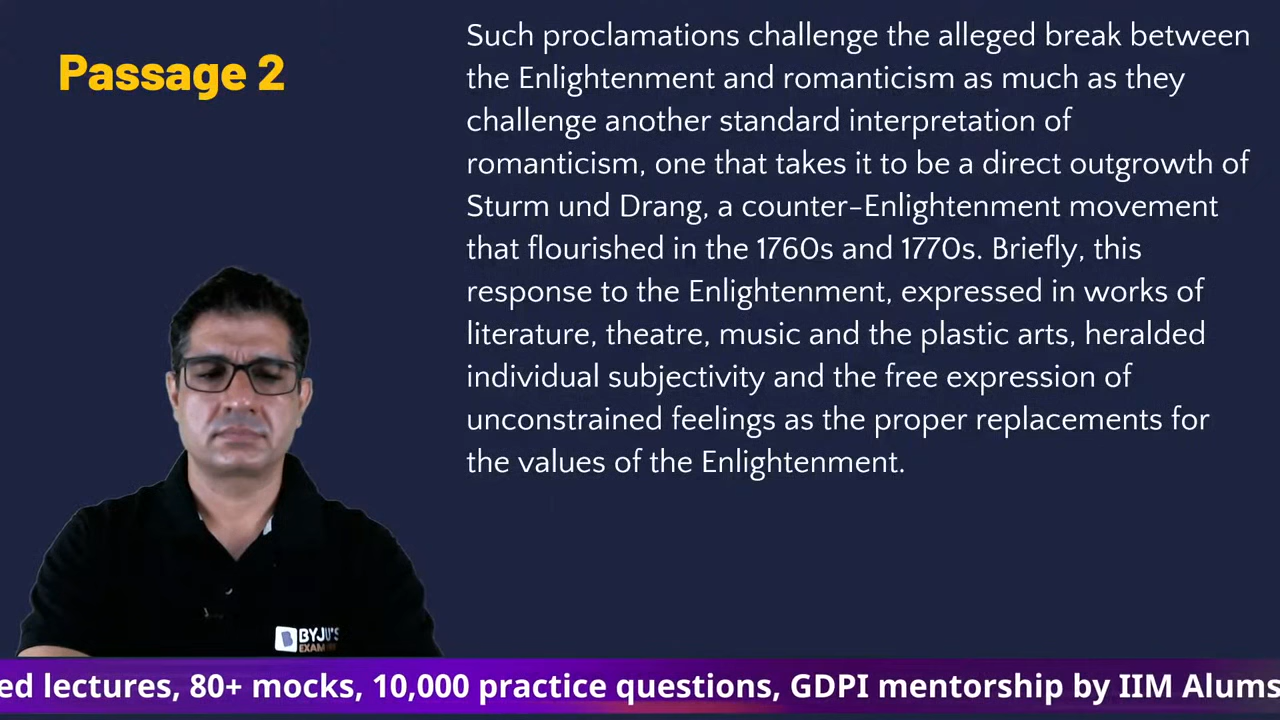 Passage 2
Such proclamations challenge the alleged break between
the Enlightenment and romanticism as much as they
challenge another standard interpretation of
romanticism, one that takes it to be a direct outgrowth of
Sturm und Drang, a counter-Enlightenment movement
that flourished in the 1760s and 1770s. Briefly, this
response to the Enlightenment, expressed in works of
literature, theatre, music and the plastic arts, heralded
individual subjectivity and the free expression of
unconstrained feelings as the proper replacements for
the values of the Enlightenment.
BYJU'S
EXAM
ed lectures, 80+ mocks, 10,000 practice questions, GDPI mentorship by IIM Alums